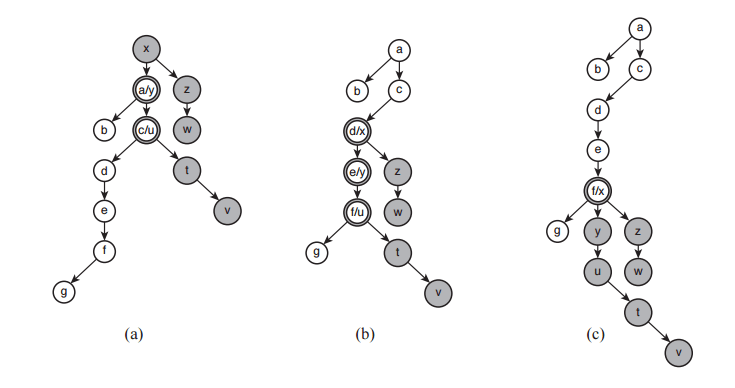 x
a/y z
b c/u w
d t
e v
f
g
(a)
a
b c
d/x
e/y z
f/u w
g t
v
(b)
a
b c
d
e
f/x
g y z
u w
t
v
(c)